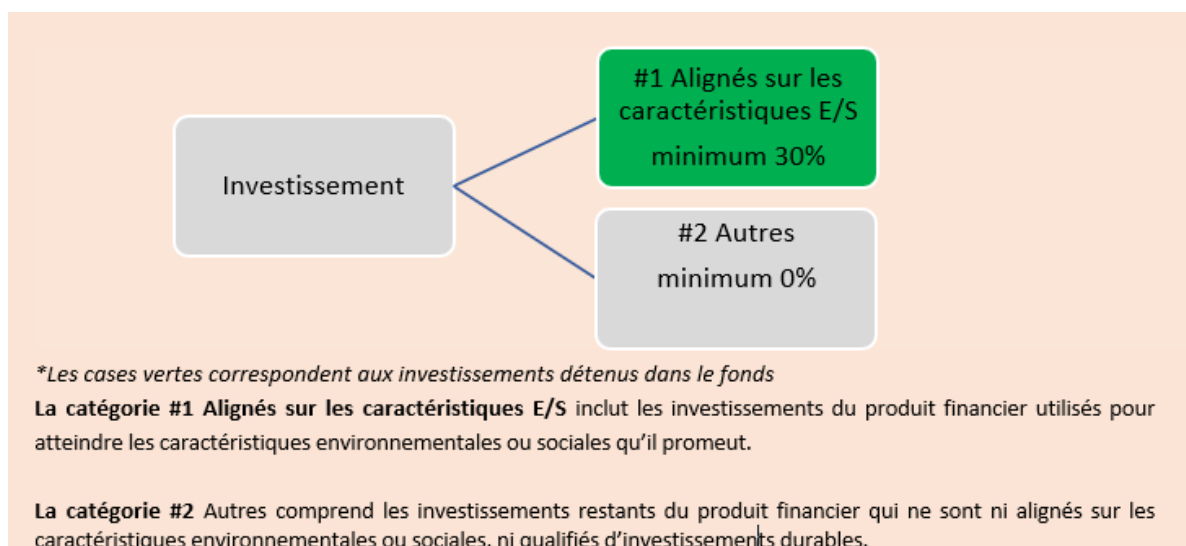 #1 Alignés sur les
caractéristiques E/S
minimum 30%
Investissement
#2 Autres
minimum 0%
*Les cases vertes correspondent aux investissements détenus dans le fonds
La catégorie #1 Alignés sur les caractéristiques E/S inclut les investissements du produit financier utilisés pour
atteindre les caractéristiques environnementales ou sociales qu’il promeut.
La catégorie #2 Autres comprend les investissements restants du produit financier qui ne sont ni alignés sur les
caractéristiques environnementales ou sociales, ni qualifiés d’investissements durables.